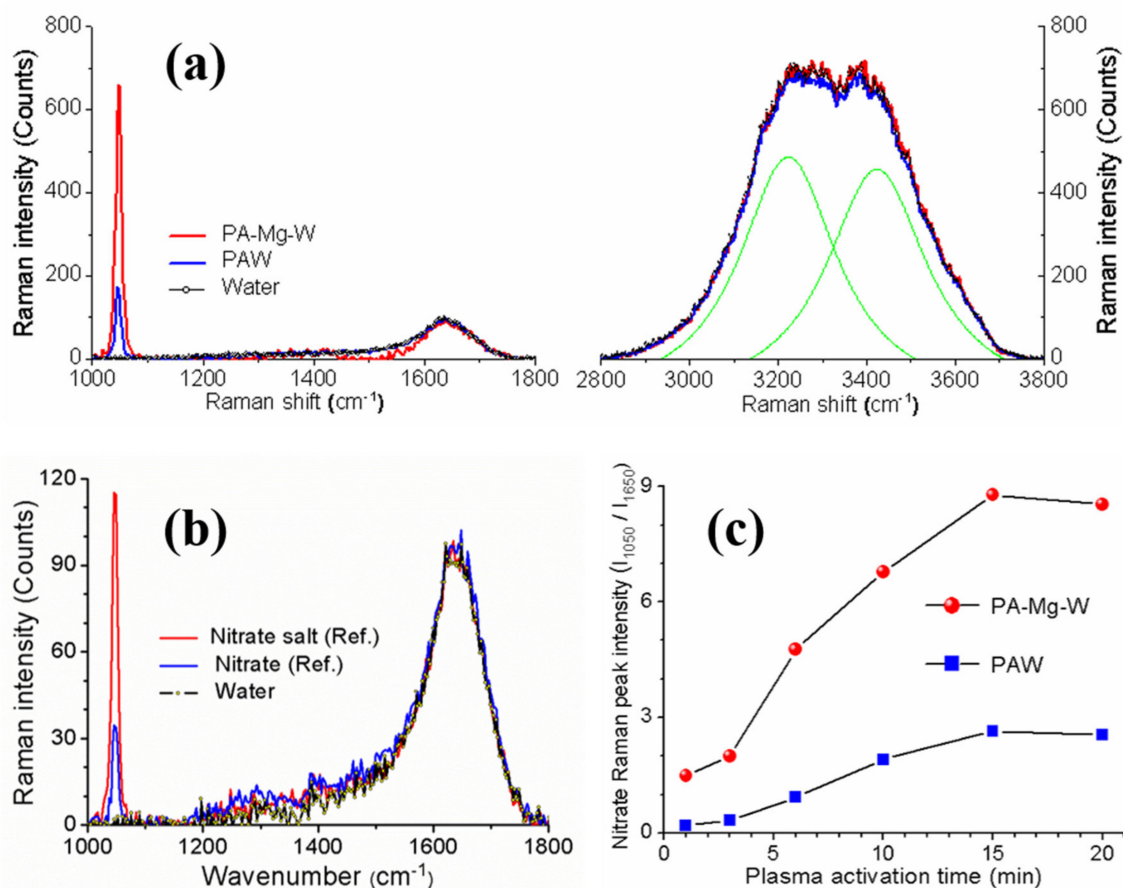 (a)
Raman intensity (Counts)
800
600
400
200
0
PA-Mg-W
PAW
Water
1000 1200 1400 1600 1800
Raman shift (cm⁻¹)
800
600
400
200
0
Raman intensity (Counts)
2800 3000 3200 3400 3600 3800
Raman shift (cm⁻¹)
(b)
Raman intensity (Counts)
120
90
60
30
0
Nitrate salt (Ref.)
Nitrate (Ref.)
Water
1000 1200 1400 1600 1800
Wavenumber (cm⁻¹)
(c)
Nitrate Raman peak intensity (I₁₀₅₀ / I₁₆₅₀)
9
6
3
0
PA-Mg-W
PAW
0 5 10 15 20
Plasma activation time (min)